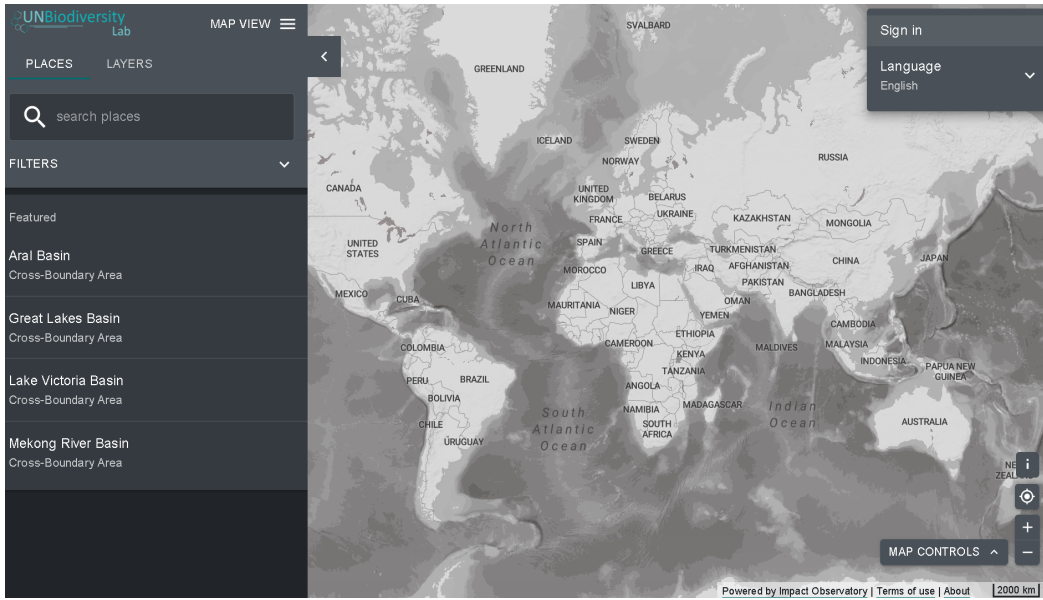 UNBiodiversity
Lab
MAP VIEW
PLACES LAYERS
search places
FILTERS
Featured
Aral Basin
Cross-Boundary Area
Great Lakes Basin
Cross-Boundary Area
Lake Victoria Basin
Cross-Boundary Area
Mekong River Basin
Cross-Boundary Area
Sign in
Language
English
SVALBARD
GREENLAND
ICELAND
SWEDEN
NORWAY
RUSSIA
CANADA
UNITED
KINGDOM
BELARUS
UKRAINE
FRANCE
KAZAKHSTAN
MONGOLIA
North
Atlantic
Ocean
UNITED
STATES
SPAIN
GREECE
TURKMENISTAN
CHINA
JAPAN
MOROCCO
IRAQ
AFGHANISTAN
PAKISTAN
LIBYA
MEXICO
CUBA
BANGLADESH
OMAN
MAURITANIA
NIGER
YEMEN
CAMBODIA
ETHIOPIA
COLOMBIA
CAMEROON
KENYA
MALDIVES
MALAYSIA
INDONESIA
TANZANIA
PAPUA NEW
GUINEA
PERU
BRAZIL
ANGOLA
BOLIVIA
NAMIBIA
MADAGASCAR
Indian
Ocean
South
Atlantic
Ocean
CHILE
SOUTH
AFRICA
AUSTRALIA
URUGUAY
i
+
MAP CONTROLS
−
Powered by Impact Observatory | Terms of use | About
2000 km